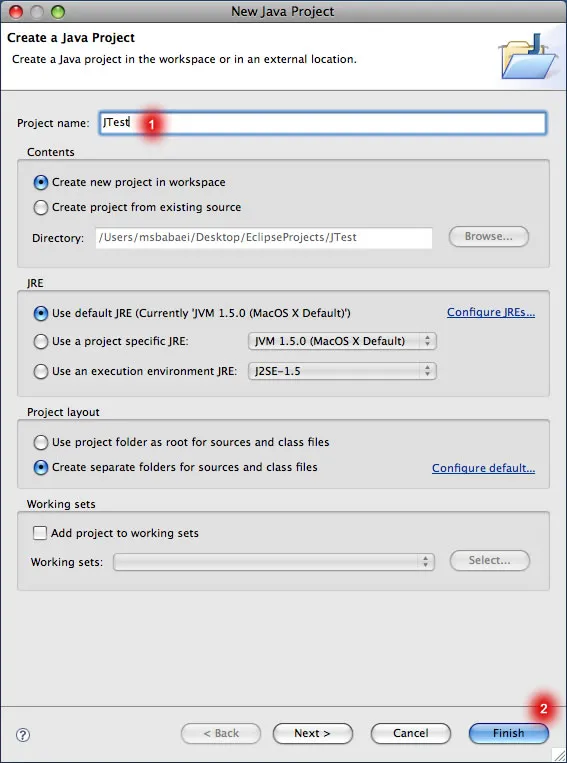 New Java Project
Create a Java Project
Create a Java project in the workspace or in an external location.
Project name: JTest 1
Contents
Create new project in workspace
Create project from existing source
Directory: /Users/msbabaei/Desktop/EclipseProjects/JTest Browse...
JRE
Use default JRE (Currently 'JVM 1.5.0 (MacOS X Default)') Configure JREs...
Use a project specific JRE: JVM 1.5.0 (MacOS X Default)
Use an execution environment JRE: J2SE-1.5
Project layout
Use project folder as root for sources and class files
Create separate folders for sources and class files Configure default...
Working sets
Add project to working sets
Working sets: Select...
2
? < Back Next > Cancel Finish